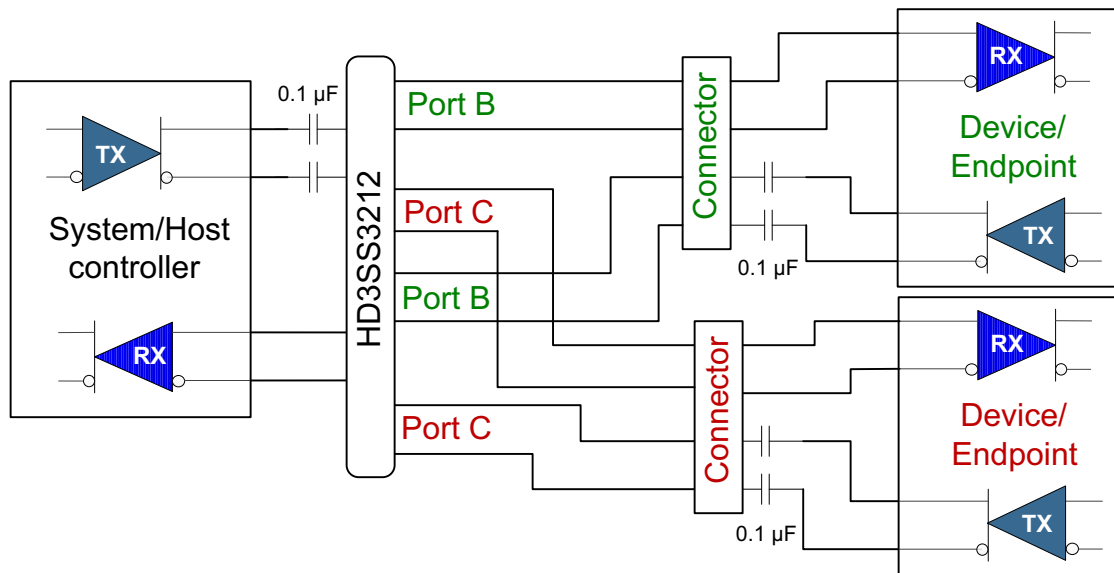 TX
System/Host
controller
RX
0.1 µF
HD3SS3212
Port B
Port C
Port B
Port C
Connector
0.1 µF
RX
Device/
Endpoint
TX
Connector
0.1 µF
RX
Device/
Endpoint
TX